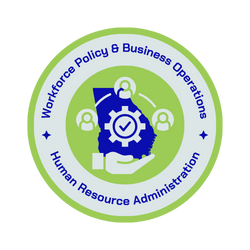 Workforce Policy & Business Operations
Human Resource Administration